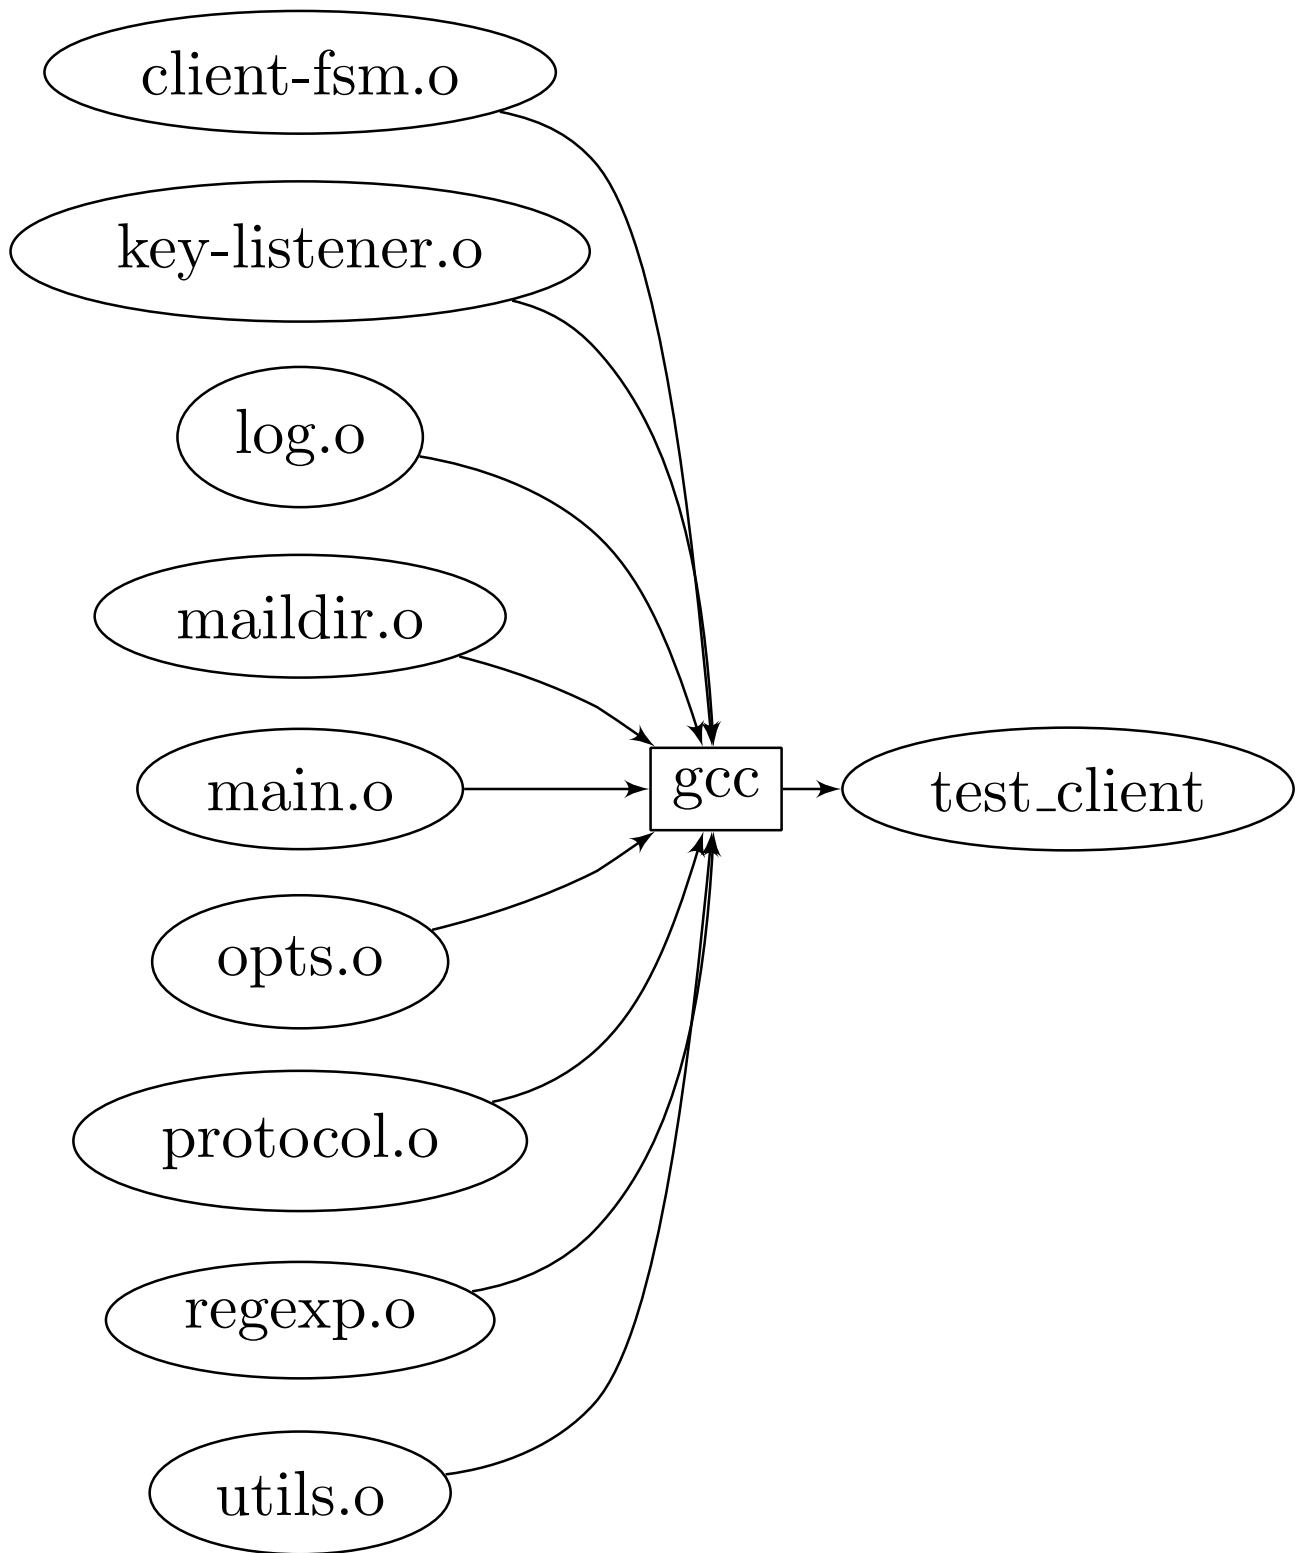 client-fsm.o
key-listener.o
log.o
maildir.o
main.o
gcc
test_client
opts.o
protocol.o
regexp.o
utils.o